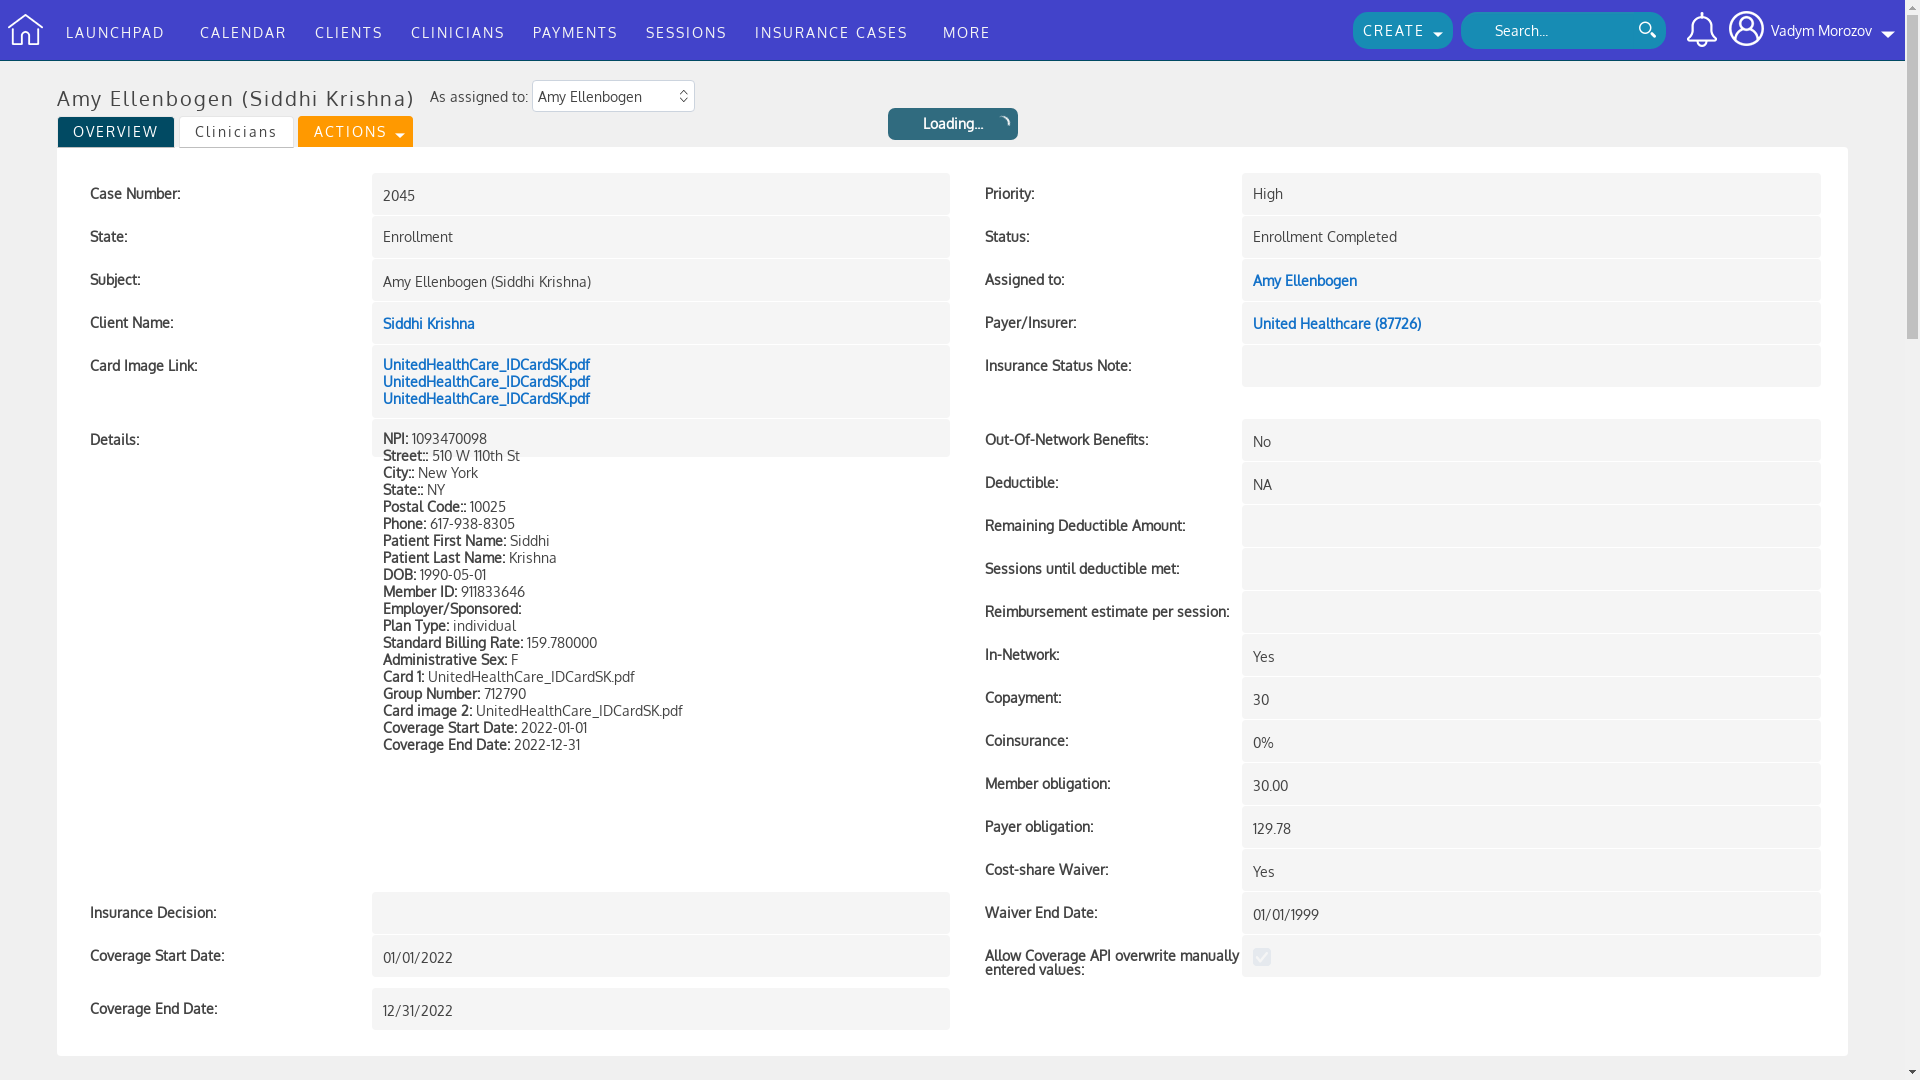 LAUNCHPAD CALENDAR CLIENTS CLINICIANS PAYMENTS SESSIONS INSURANCE CASES MORE CREATE Search... Vadym Morozov
Amy Ellenbogen (Siddhi Krishna) As assigned to: Amy Ellenbogen
Loading...
OVERVIEW Clinicians ACTIONS
Case Number: 2045
Priority: High
State: Enrollment
Status: Enrollment Completed
Subject: Amy Ellenbogen (Siddhi Krishna)
Assigned to: Amy Ellenbogen
Client Name: Siddhi Krishna
Payer/Insurer: United Healthcare (87726)
Card Image Link: UnitedHealthCare_IDCardSK.pdf
UnitedHealthCare_IDCardSK.pdf
UnitedHealthCare_IDCardSK.pdf
Insurance Status Note:
Details: NPI: 1093470098
Street:: 510 W 110th St
City:: New York
State:: NY
Postal Code:: 10025
Phone: 617-938-8305
Patient First Name: Siddhi
Patient Last Name: Krishna
DOB: 1990-05-01
Member ID: 911833646
Employer/Sponsored:
Plan Type: individual
Standard Billing Rate: 159.780000
Administrative Sex: F
Card 1: UnitedHealthCare_IDCardSK.pdf
Group Number: 712790
Card image 2: UnitedHealthCare_IDCardSK.pdf
Coverage Start Date: 2022-01-01
Coverage End Date: 2022-12-31
Out-Of-Network Benefits: No
Deductible: NA
Remaining Deductible Amount:
Sessions until deductible met:
Reimbursement estimate per session:
In-Network: Yes
Copayment: 30
Coinsurance: 0%
Member obligation: 30.00
Payer obligation: 129.78
Cost-share Waiver: Yes
Insurance Decision:
Waiver End Date: 01/01/1999
Coverage Start Date: 01/01/2022
Allow Coverage API overwrite manually
entered values:
Coverage End Date: 12/31/2022